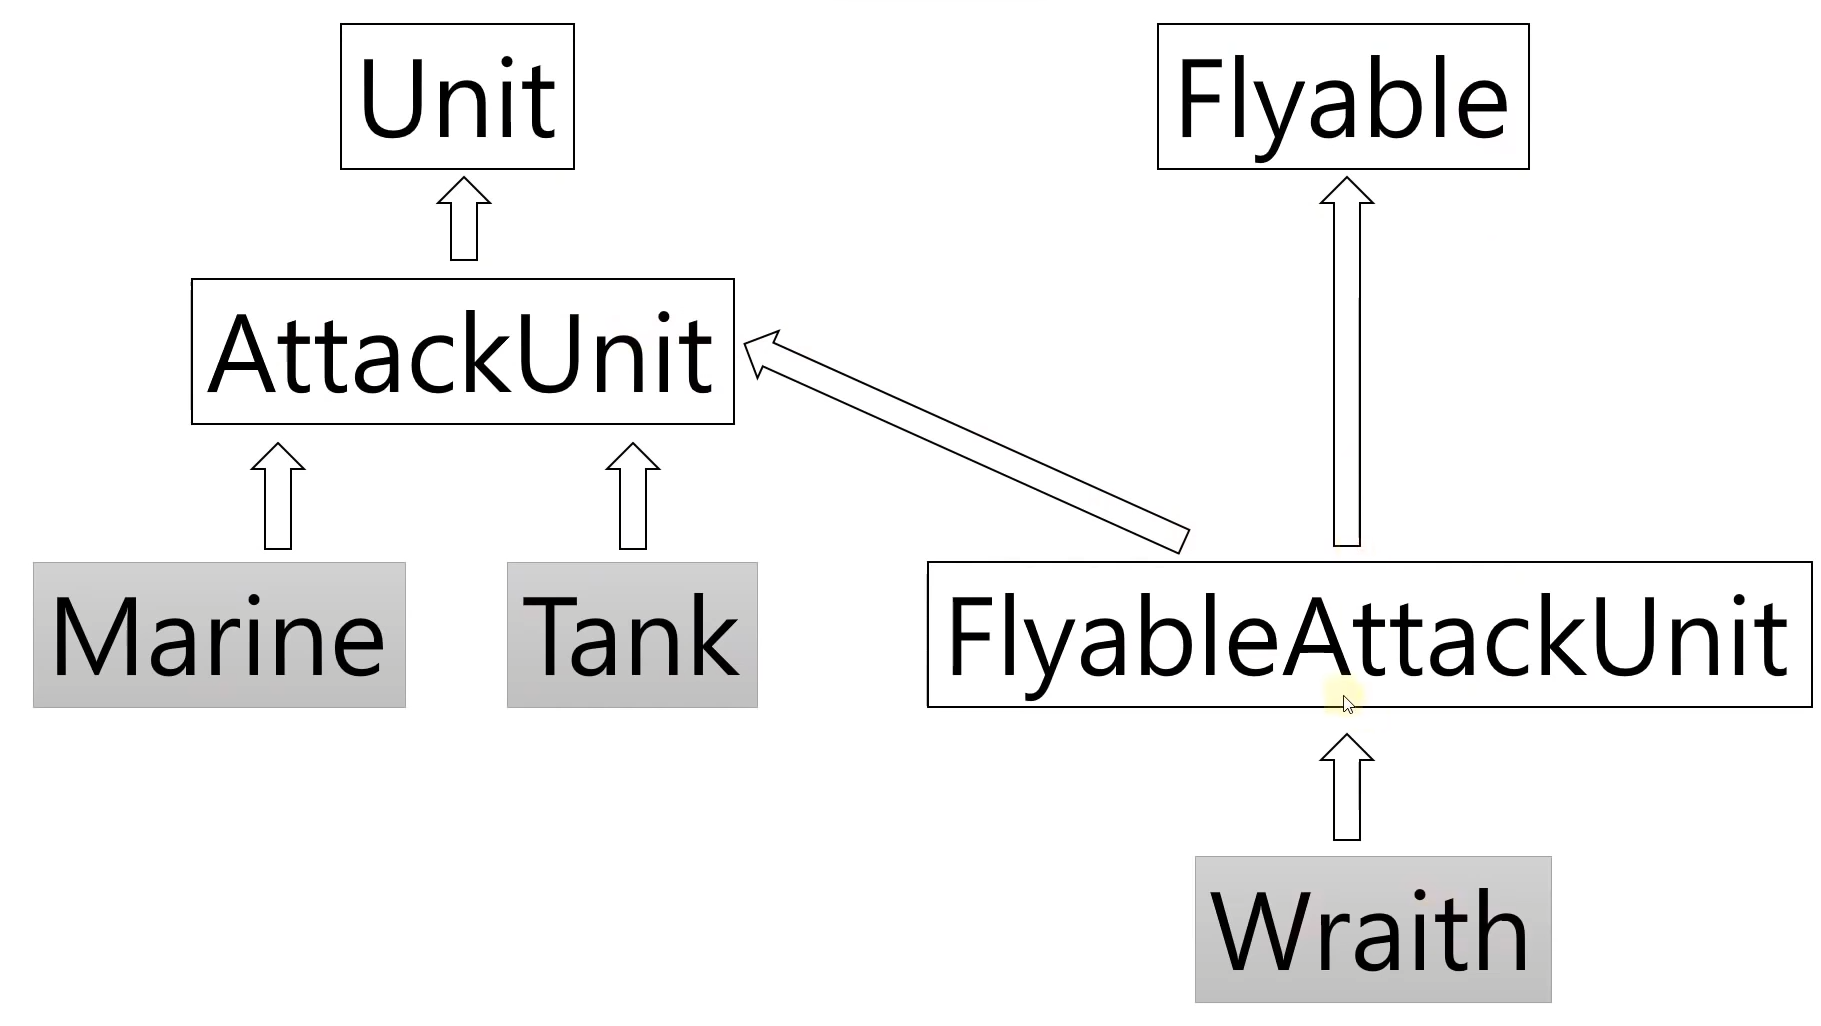 Unit
Flyable
AttackUnit
Marine
Tank
FlyableAttackUnit
Wraith